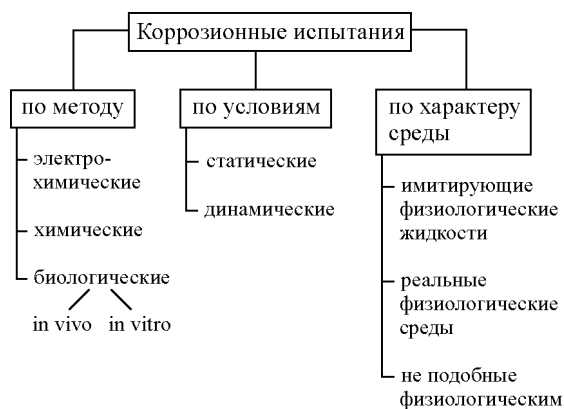 Коррозионные испытания
по методу
электро-
химические
химические
биологические
in vivo in vitro
по условиям
статические
динамические
по характеру
среды
имитирующие
физиологические
жидкости
реальные
физиологические
среды
не подобные
физиологическим